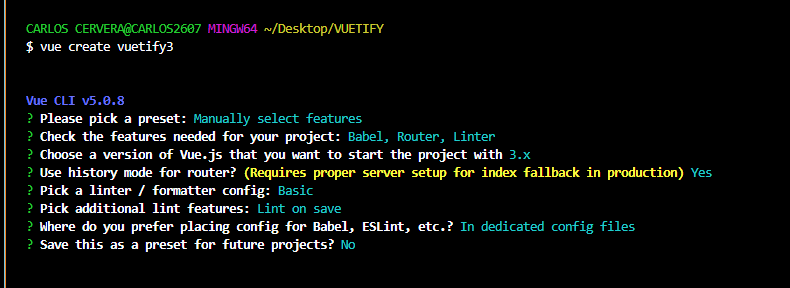 CARLOS CERVERA@CARLOS2607 MINGW64 ~/Desktop/VUETIFY
$ vue create vuetify3
Vue CLI v5.0.8
? Please pick a preset: Manually select features
? Check the features needed for your project: Babel, Router, Linter
? Choose a version of Vue.js that you want to start the project with 3.x
? Use history mode for router? (Requires proper server setup for index fallback in production) Yes
? Pick a linter / formatter config: Basic
? Pick additional lint features: Lint on save
? Where do you prefer placing config for Babel, ESLint, etc.? In dedicated config files
? Save this as a preset for future projects? No